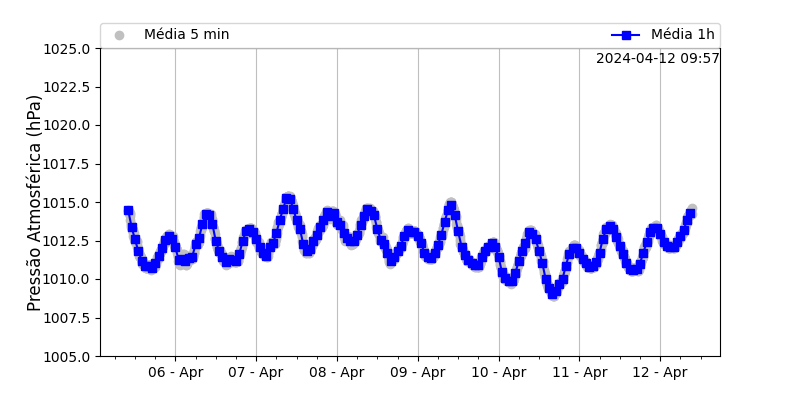 Média 5 min
Média 1h
2024-04-12 09:57
Pressão Atmosférica (hPa)
1025.0
1022.5
1020.0
1017.5
1015.0
1012.5
1010.0
1007.5
1005.0
06 - Apr
07 - Apr
08 - Apr
09 - Apr
10 - Apr
11 - Apr
12 - Apr